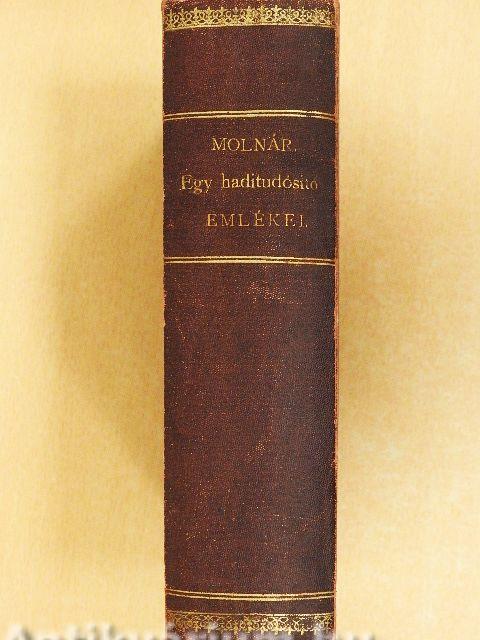 MOLNÁR.
Egy haditudósító
EMLÉKEI.